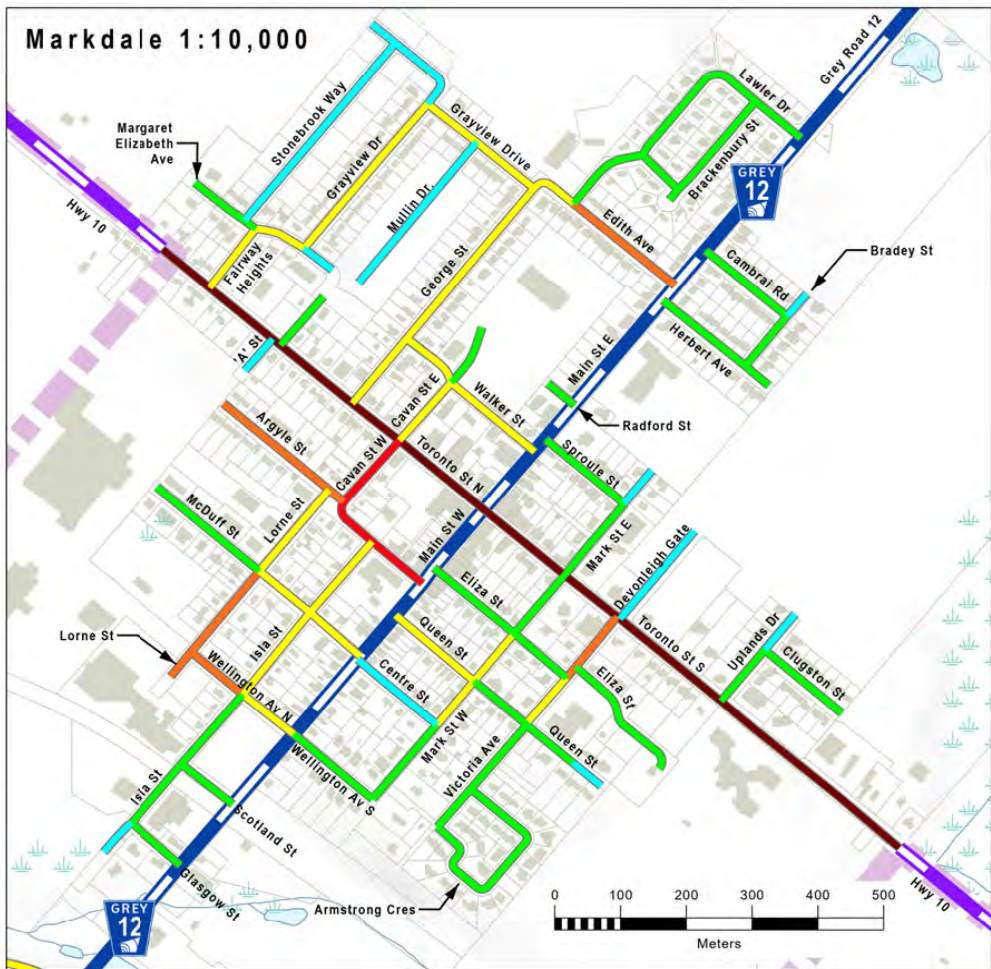 Markdale 1:10,000
Grey Road 12
Lawler Dr
Brackenbury St
GREY
12
Stonebrook Way
Margaret
Elizabeth
Ave
Grayview Drive
Grayview Dr
Mullin Dr.
Hwy 10
Fairway
Heights
George St
Edith Ave
Cambral Rd
Bradey St
Herbert Ave
'A' St
Main St E
Radford St
Cavan St E
Walker St
Argyle St
Cavan St W
Toronto St N
Sproule St
McDuff St
Lorne St
Main St W
Mark St E
Devonleigh Gate
Eliza St
Toronto St S
Lorne St
Isla St
Queen St
Uplands Dr
Clugston St
Wellington Av N
Centre St
Eliza St
Mark St W
Queen St
Victoria Ave
Wellington Av S
Isla St
Scotland St
Glasgow St
Armstrong Cres
GREY
12
0 100 200 300 400 500
Meters
Hwy 10